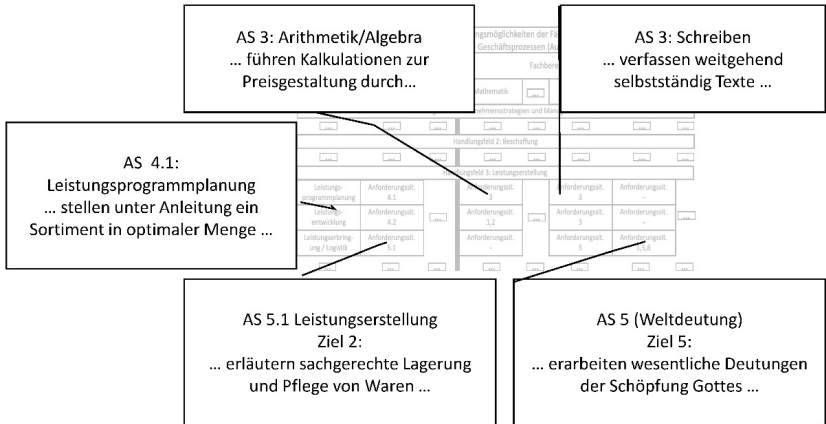 AS 3: Arithmetik/Algebra
... führen Kalkulationen zur
Preisgestaltung durch...
AS 3: Schreiben
... verfassen weitgehend
selbstständig Texte ...
AS 4.1:
Leistungsprogrammplanung
... stellen unter Anleitung ein
Sortiment in optimaler Menge ...
AS 5.1 Leistungserstellung
Ziel 2:
... erläutern sachgerechte Lagerung
und Pflege von Waren ...
AS 5 (Weltdeutung)
Ziel 5:
... erarbeiten wesentliche Deutungen
der Schöpfung Gottes ...
Geschäftsprozessen
Mathematik ...
Handlungsfeld 2: Beschaffung
Handlungsfeld 3: Leistungserstellung
Leistungs-
programmplanung
Anforderungssit.
4.1
Anforderungssit.
3
Anforderungssit.
3
Anforderungssit.
-
Leistungs-
entwicklung
Anforderungssit.
4.2
...
Anforderungssit.
1,2
...
Anforderungssit.
3
Anforderungssit.
-
...
Leistungserbring-
ung / Logistik
Anforderungssit.
5.1
Anforderungssit.
-
Anforderungssit.
3
Anforderungssit.
1,5,6